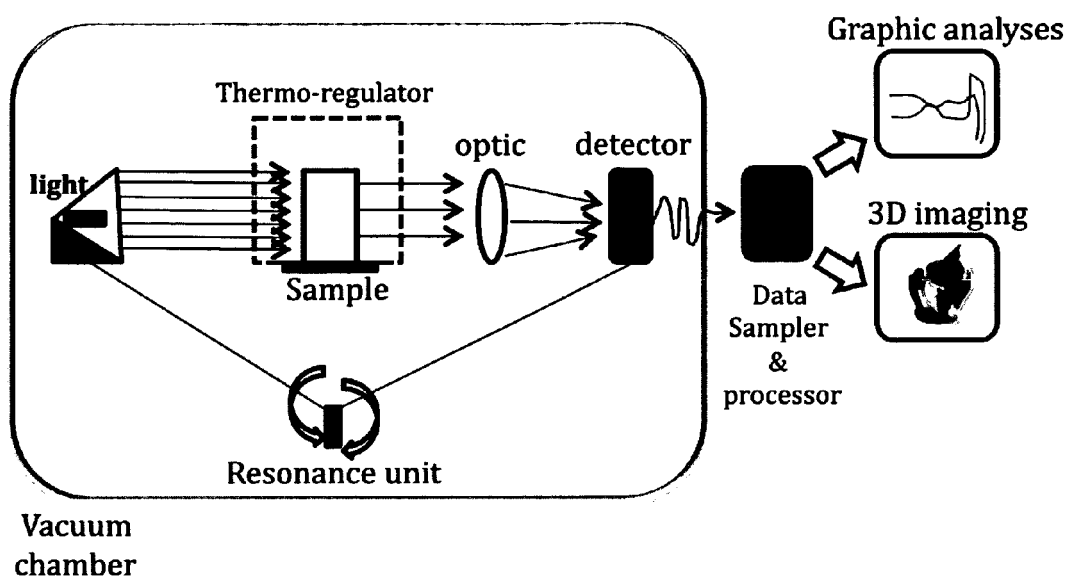 Graphic analyses
Thermo-regulator
optic
detector
light
3D imaging
Sample
Data
Sampler
&
processor
Resonance unit
Vacuum
chamber